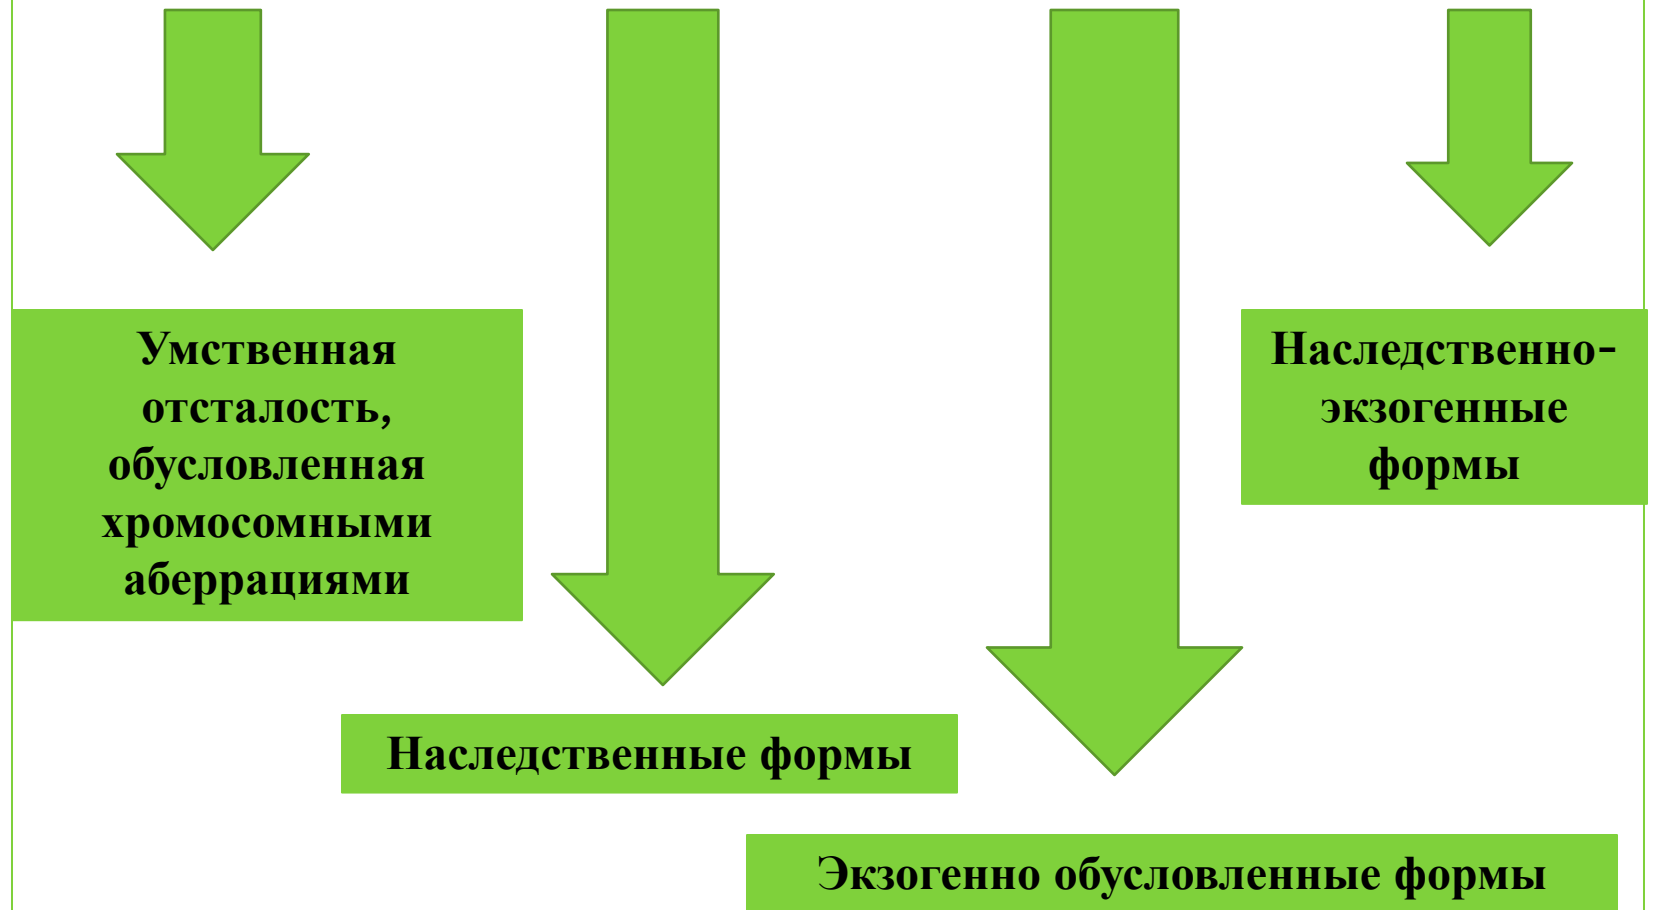 Умственная
отсталость,
обусловленная
хромосомными
аберрациями
Наследственно-
экзогенные
формы
Наследственные формы
Экзогенно обусловленные формы